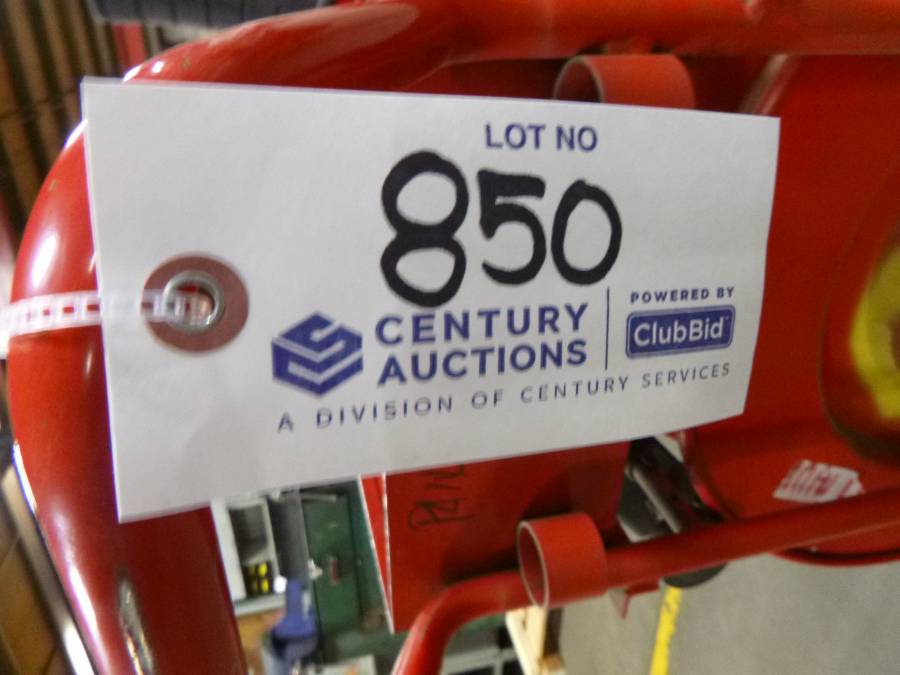 LOT NO
850
CENTURY
AUCTIONS
POWERED BY
ClubBid
A DIVISION OF CENTURY SERVICES